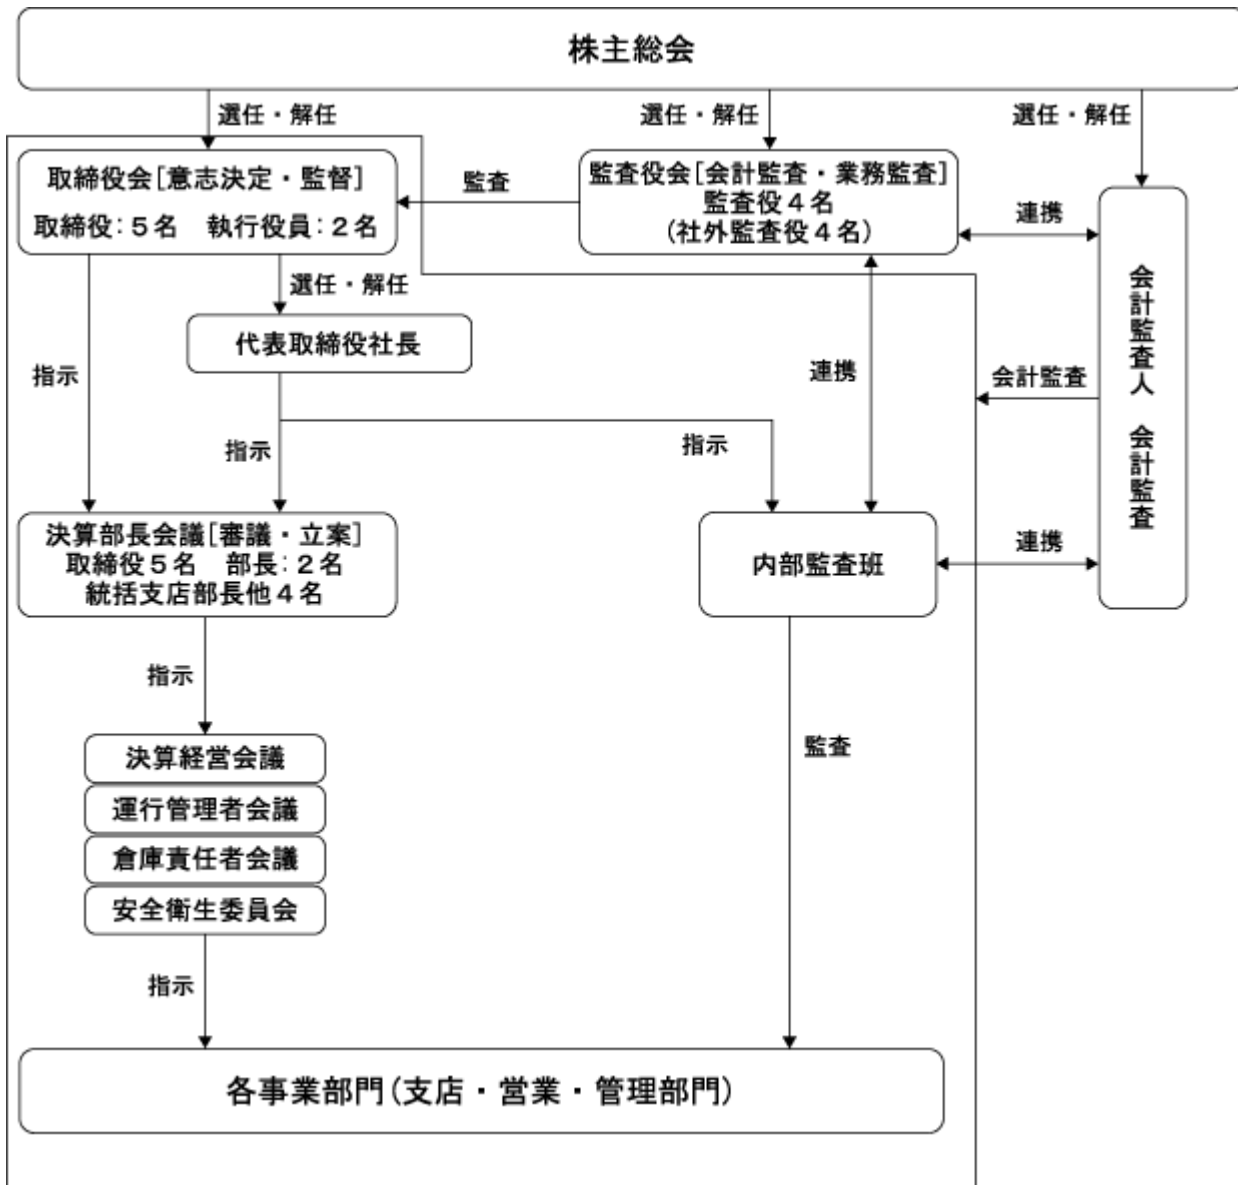 株主総会
選任・解任
選任・解任
選任・解任
取締役会[意志決定・監督]
取締役:５名　執行役員:２名
監査
監査役会[会計監査・業務監査]
監査役４名
(社外監査役４名)
連携
会計監査人　会計監査
選任・解任
代表取締役社長
指示
連携
会計監査
指示
指示
決算部長会議[審議・立案]
取締役５名　部長:２名
統括支店部長他４名
内部監査班
連携
指示
監査
決算経営会議
運行管理者会議
倉庫責任者会議
安全衛生委員会
指示
各事業部門(支店・営業・管理部門)